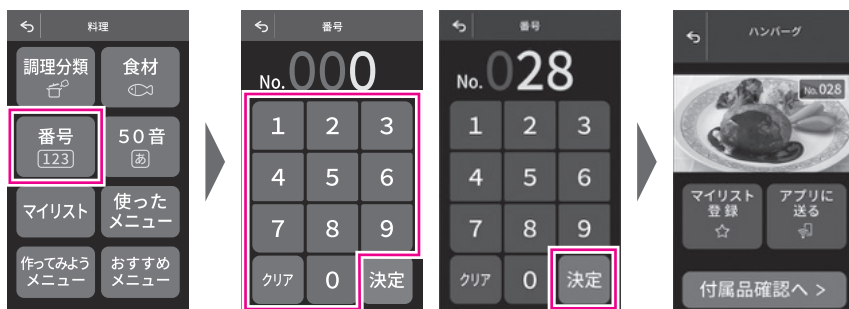 料理
調理分類
食材
番号
123
50音
あ
マイリスト
使った
メニュー
作ってみよう
メニュー
おすすめ
メニュー
番号
No.000
1 2 3
4 5 6
7 8 9
クリア 0 決定
番号
No.028
1 2 3
4 5 6
7 8 9
クリア 0 決定
ハンバーグ
No.028
マイリスト
登録
アプリに
送る
付属品確認へ >